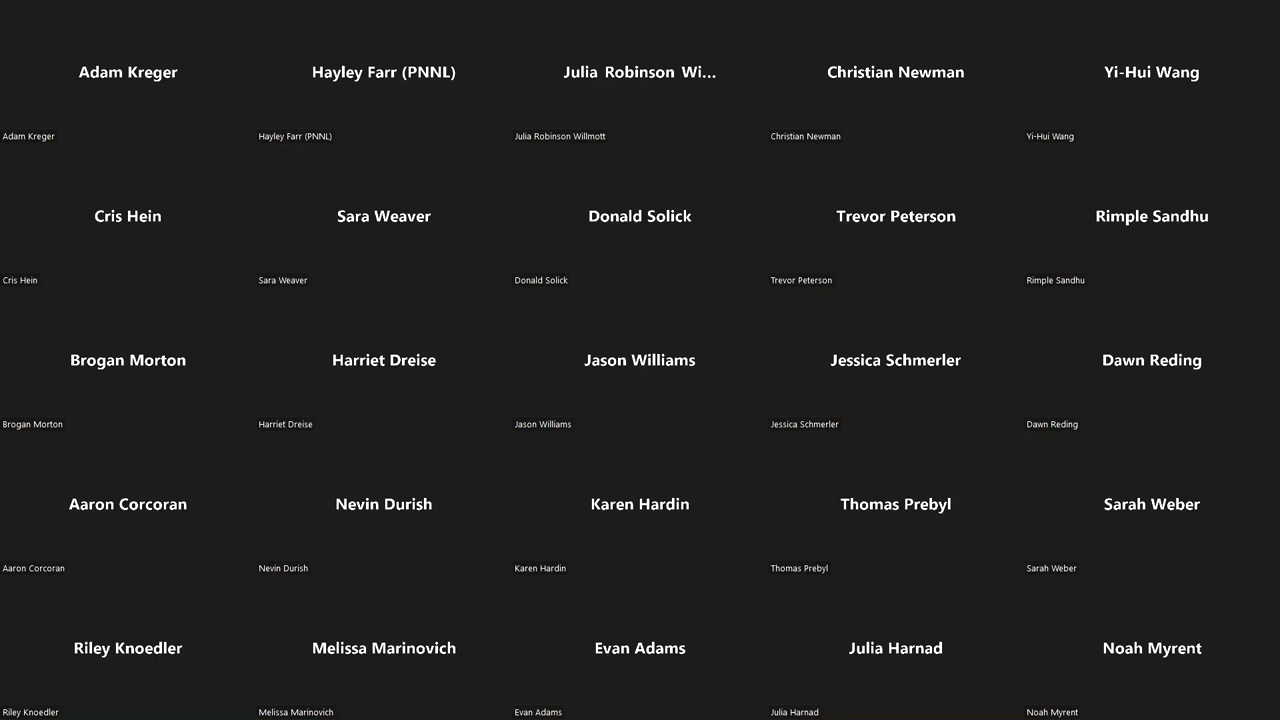 Adam Kreger
Hayley Farr (PNNL)
Julia Robinson Wi...
Christian Newman
Yi-Hui Wang
Adam Kreger
Hayley Farr (PNNL)
Julia Robinson Willmott
Christian Newman
Yi-Hui Wang
Cris Hein
Sara Weaver
Donald Solick
Trevor Peterson
Rimple Sandhu
Cris Hein
Sara Weaver
Donald Solick
Trevor Peterson
Rimple Sandhu
Brogan Morton
Harriet Dreise
Jason Williams
Jessica Schmerler
Dawn Reding
Brogan Morton
Harriet Dreise
Jason Williams
Jessica Schmerler
Dawn Reding
Aaron Corcoran
Nevin Durish
Karen Hardin
Thomas Prebyl
Sarah Weber
Aaron Corcoran
Nevin Durish
Karen Hardin
Thomas Prebyl
Sarah Weber
Riley Knoedler
Melissa Marinovich
Evan Adams
Julia Harnad
Noah Myrent
Riley Knoedler
Melissa Marinovich
Evan Adams
Julia Harnad
Noah Myrent